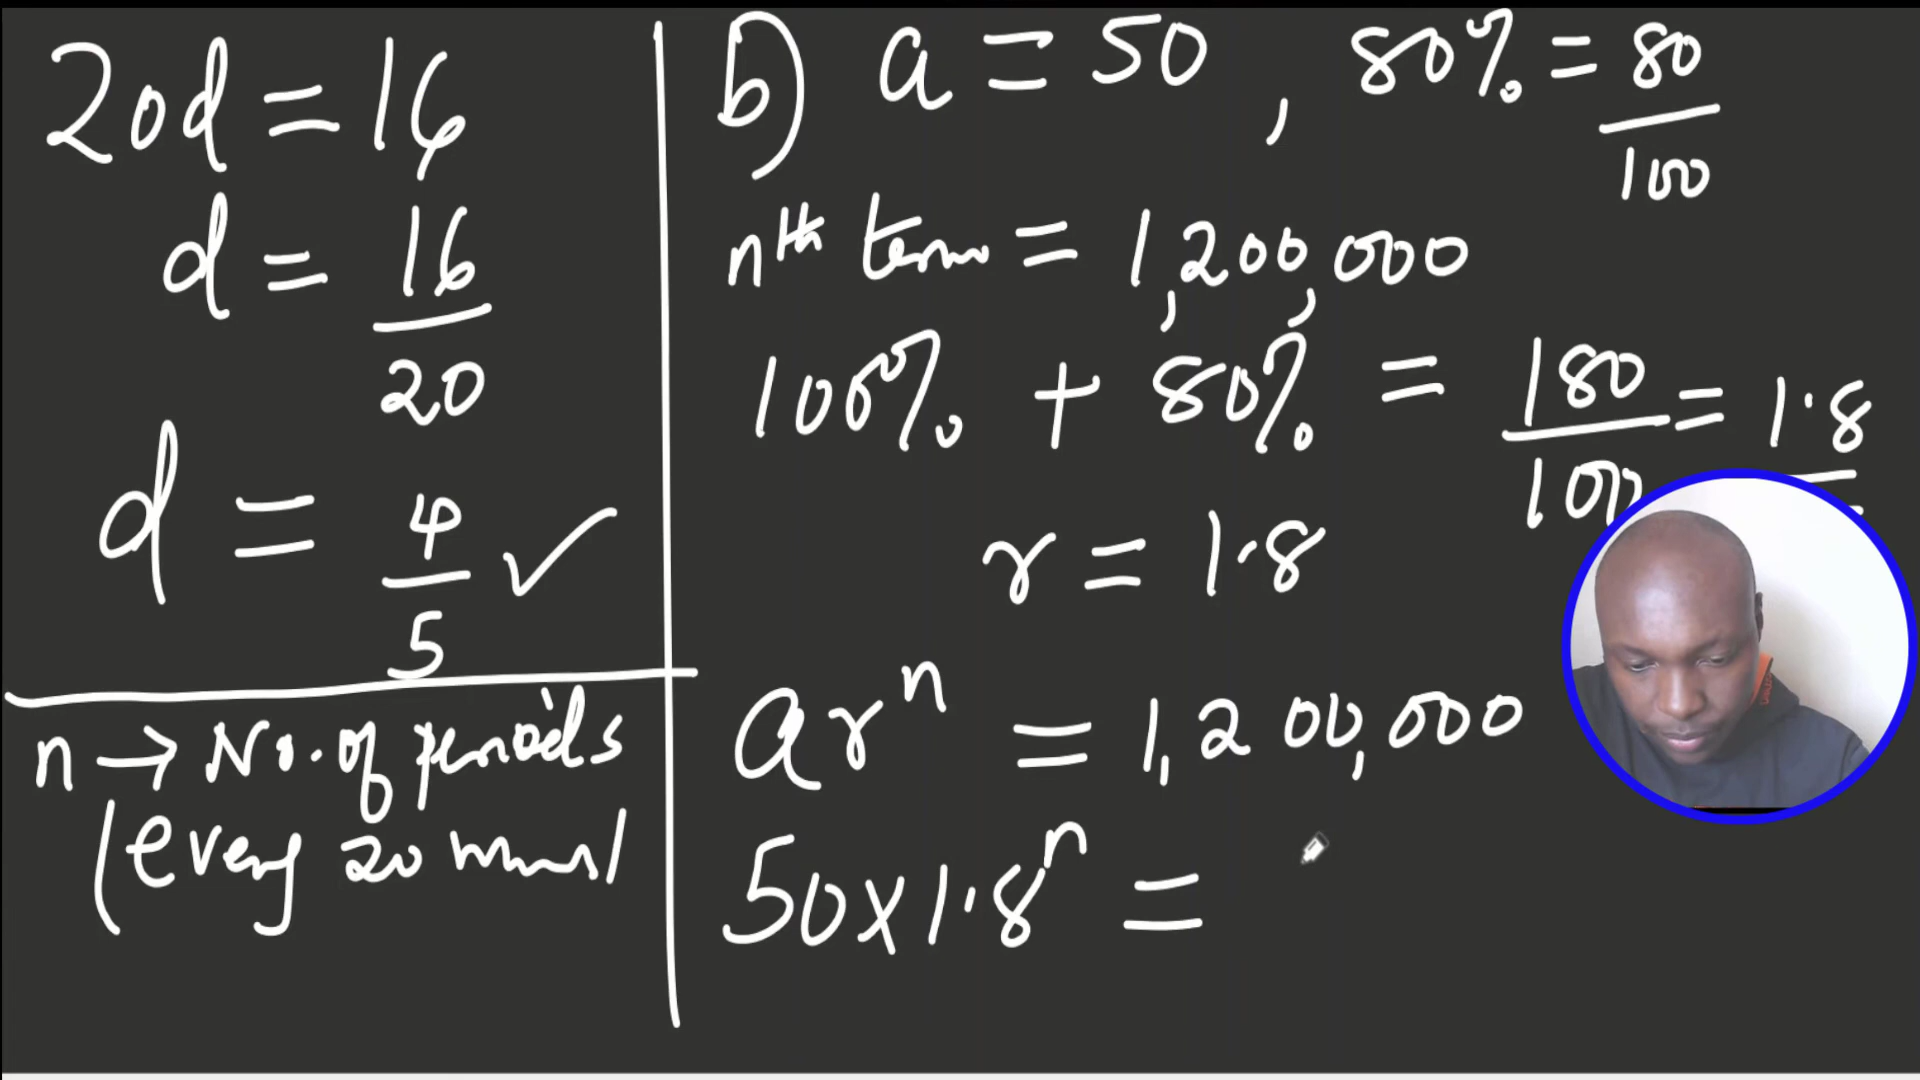 20d = 16
d = 16/20
d = 4/5 ✓
n → No. of periods
(every 20 mins)
b) a = 50 , 80% = 80/100
nth term = 1,200,000
100% + 80% = 180/100 = 1.8
r = 1.8
ar^n = 1,200,000
50 x 1.8^n =